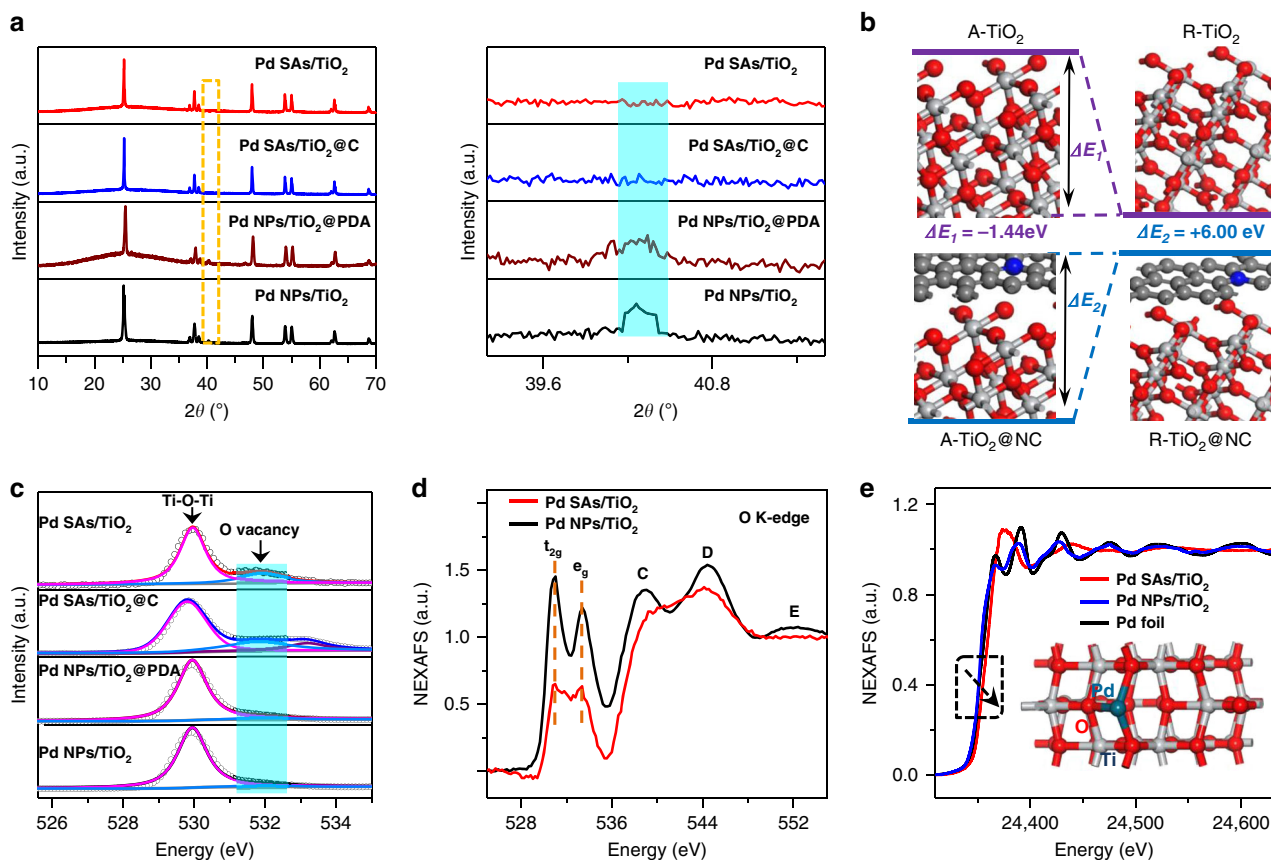 a
Intensity (a.u.)
Pd SAs/TiO₂
Pd SAs/TiO₂@C
Pd NPs/TiO₂@PDA
Pd NPs/TiO₂
10 20 30 40 50 60 70
2θ (°)
Intensity (a.u.)
Pd SAs/TiO₂
Pd SAs/TiO₂@C
Pd NPs/TiO₂@PDA
Pd NPs/TiO₂
39.6 40.8
2θ (°)
b
A-TiO₂ R-TiO₂
ΔE₁
ΔE₁ = –1.44eV ΔE₂ = +6.00 eV
ΔE₂
A-TiO₂@NC R-TiO₂@NC
c
Intensity (a.u.)
Ti-O-Ti
Pd SAs/TiO₂
O vacancy
Pd SAs/TiO₂@C
Pd NPs/TiO₂@PDA
Pd NPs/TiO₂
526 528 530 532 534
Energy (eV)
d
NEXAFS (a.u.)
Pd SAs/TiO₂
Pd NPs/TiO₂
O K-edge
t₂g
e_g
C
D
E
1.5
1.0
0.5
528 536 544 552
Energy (eV)
e
NEXAFS (a.u.)
1.2
0.8
0.4
0.0
Pd SAs/TiO₂
Pd NPs/TiO₂
Pd foil
Pd
O
Ti
24,400 24,500 24,600
Energy (eV)